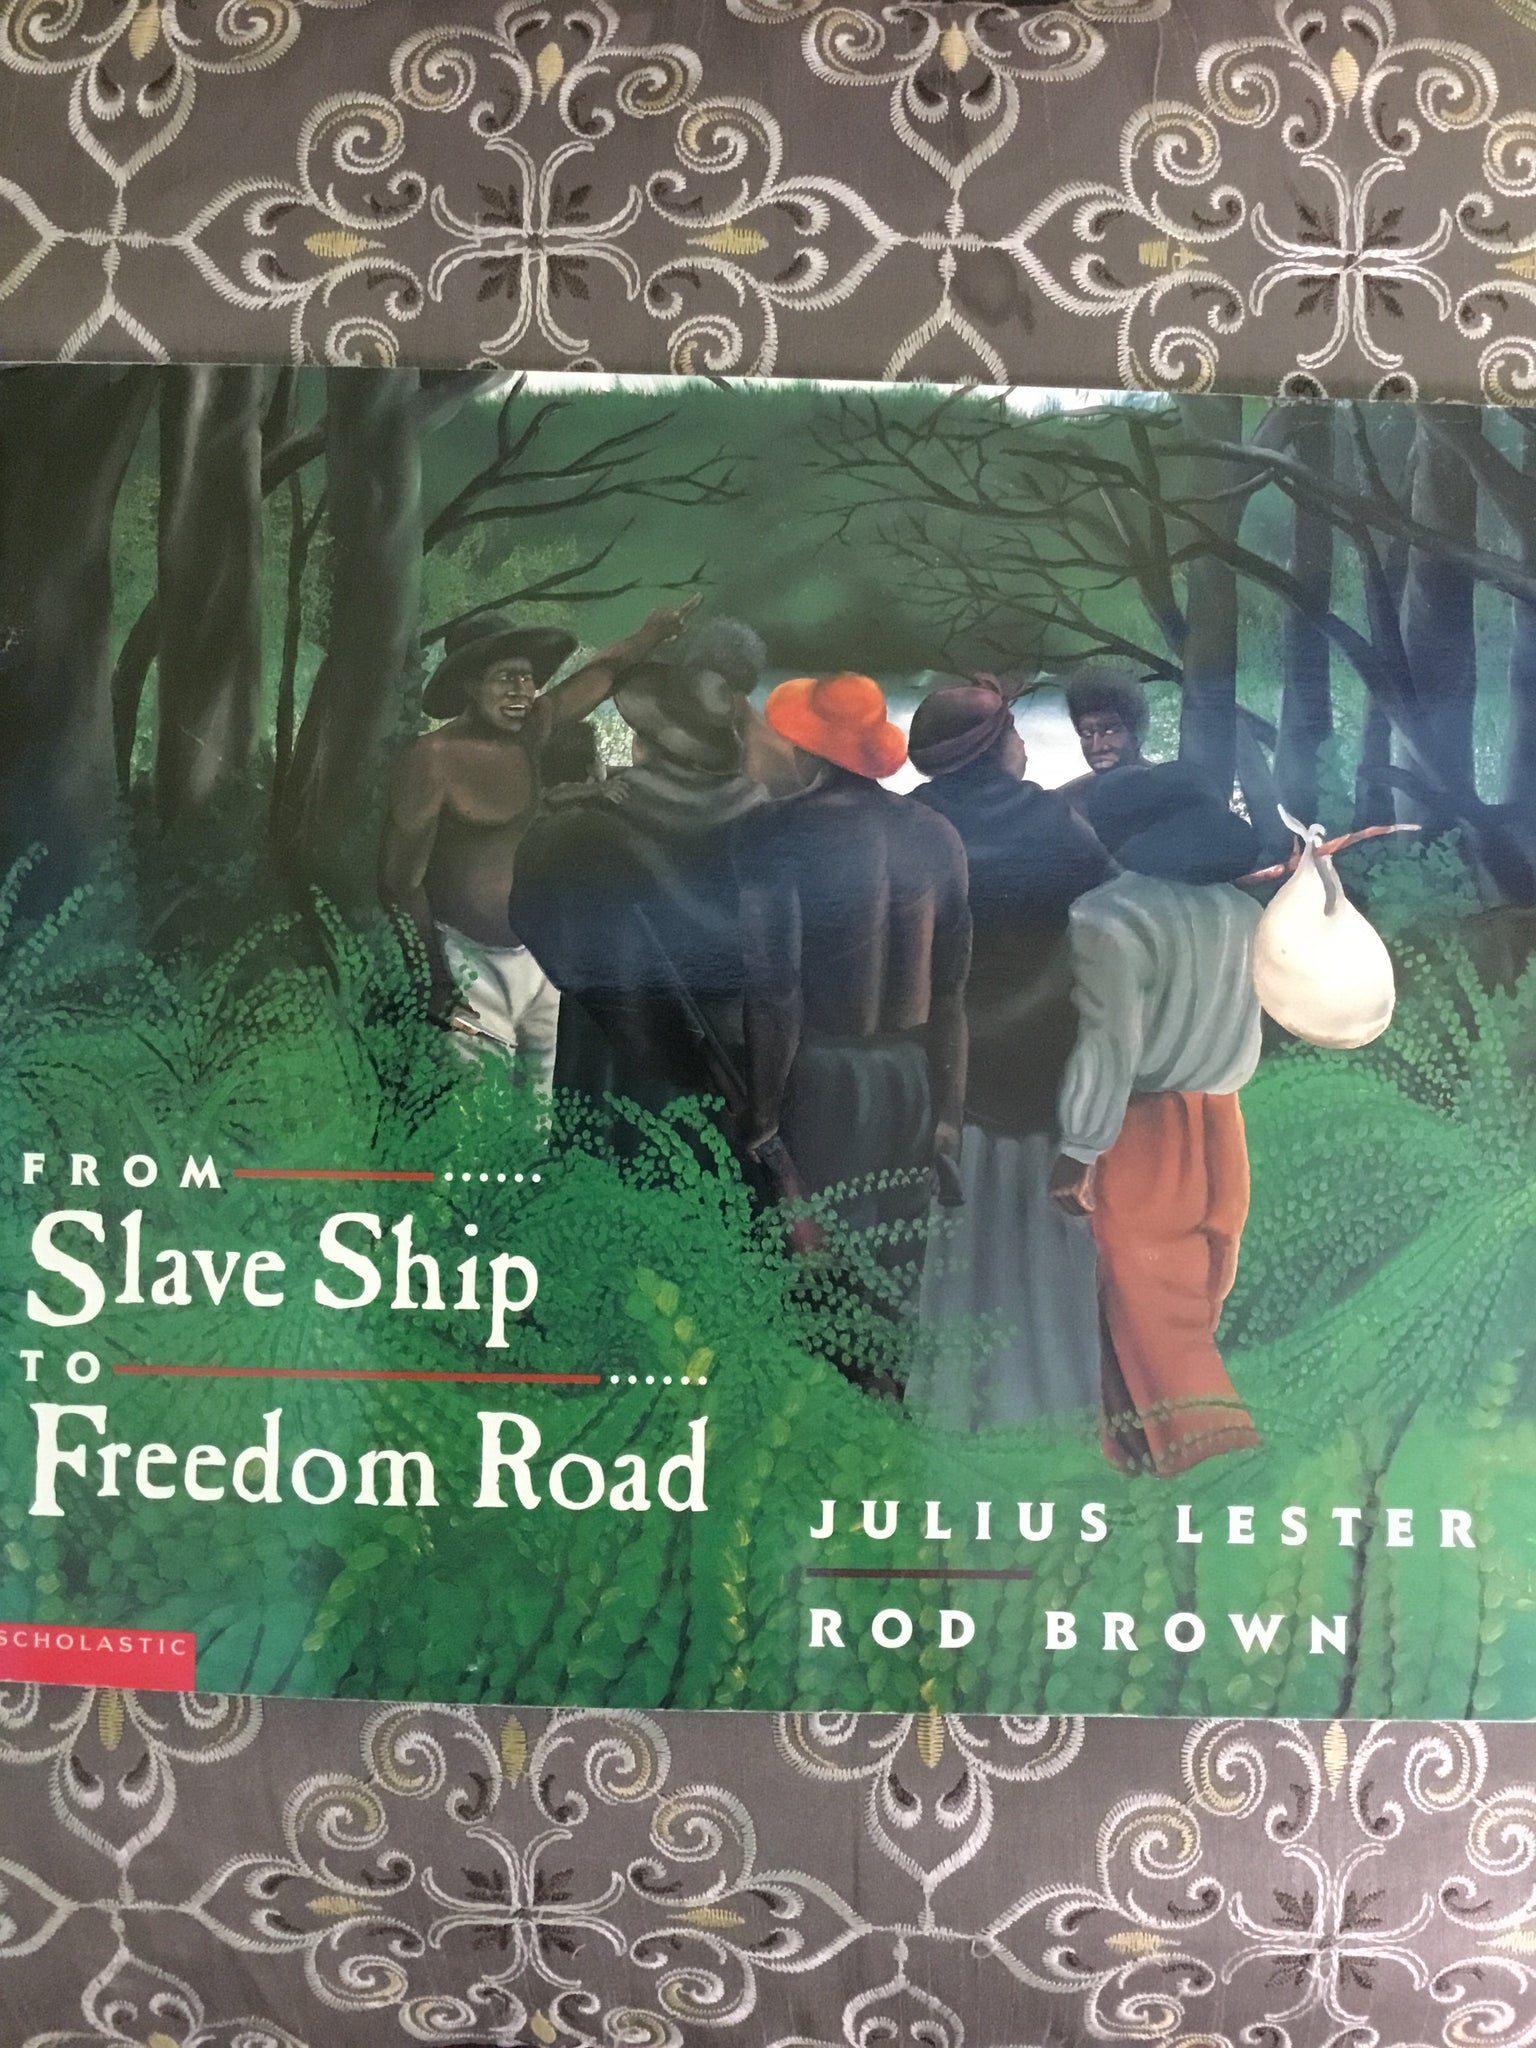 FROM
Slave Ship
TO
Freedom Road
JULIUS LESTER
ROD BROWN
SCHOLASTIC